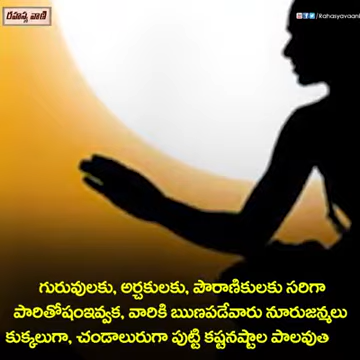 రహస్య వాణి
/Rahasyavaani
గురువులకు, అర్చకులకు, పౌరాణికులకు సరిగా
పారితోషంఇవ్వక, వారికి ఋణపడేవారు నూరుజన్మలు
కుక్కలుగా, చండాలురుగా పుట్టి కష్టనష్టాల పాలవుత